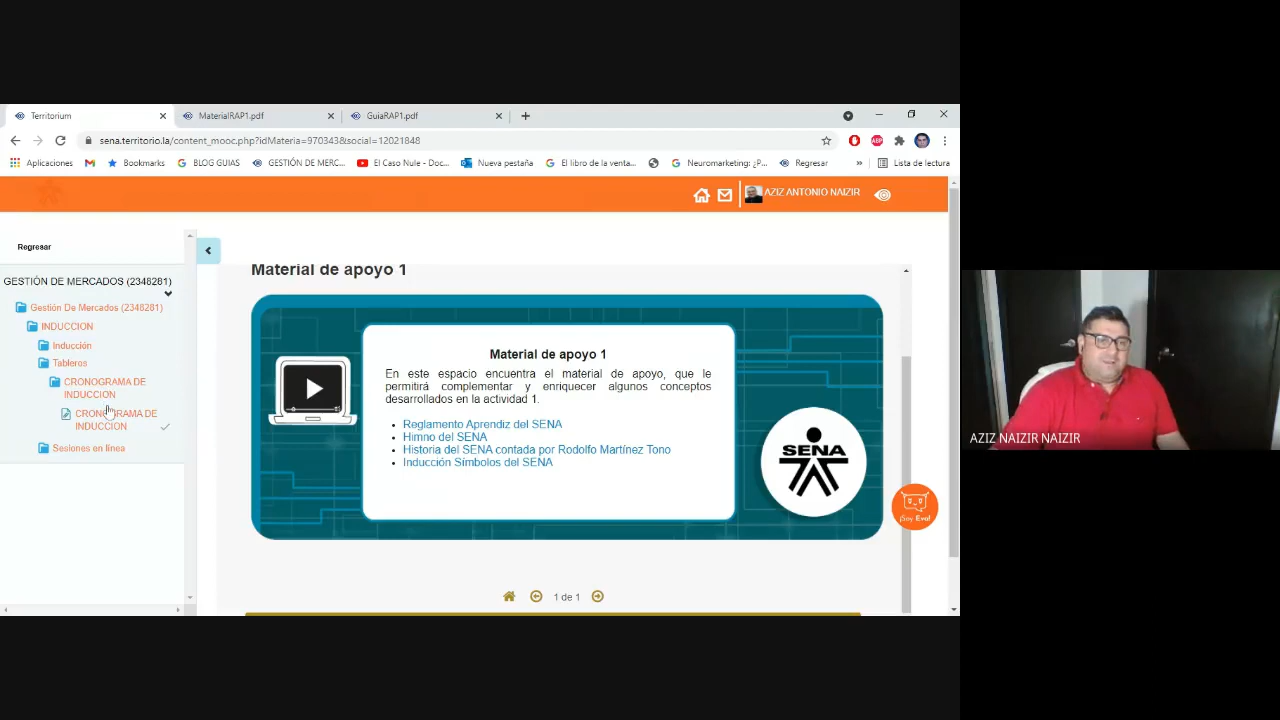 Territorium
MaterialRAP1.pdf
GuiaRAP1.pdf
sena.territorio.la/content_mooc.php?idMateria=970343&social=12021848
ABP
Aplicaciones
Bookmarks
BLOG GUIAS
GESTIÓN DE MERC...
El Caso Nule - Doc...
Nueva pestaña
El libro de la venta...
Neuromarketing: ¿P...
Regresar
»
Lista de lectura
AZIZ ANTONIO NAIZIR
Regresar
GESTIÓN DE MERCADOS (2348281)
Gestión De Mercados (2348281)
INDUCCION
Inducción
Tableros
CRONOGRAMA DE
INDUCCION
CRONOGRAMA DE
INDUCCION
Sesiones en línea
Material de apoyo 1
Material de apoyo 1
En este espacio encuentra el material de apoyo, que le
permitirá complementar y enriquecer algunos conceptos
desarrollados en la actividad 1.
• Reglamento Aprendiz del SENA
• Himno del SENA
• Historia del SENA contada por Rodolfo Martínez Tono
• Inducción Símbolos del SENA
SENA
¡Soy Eva!
1 de 1
AZIZ NAIZIR NAIZIR